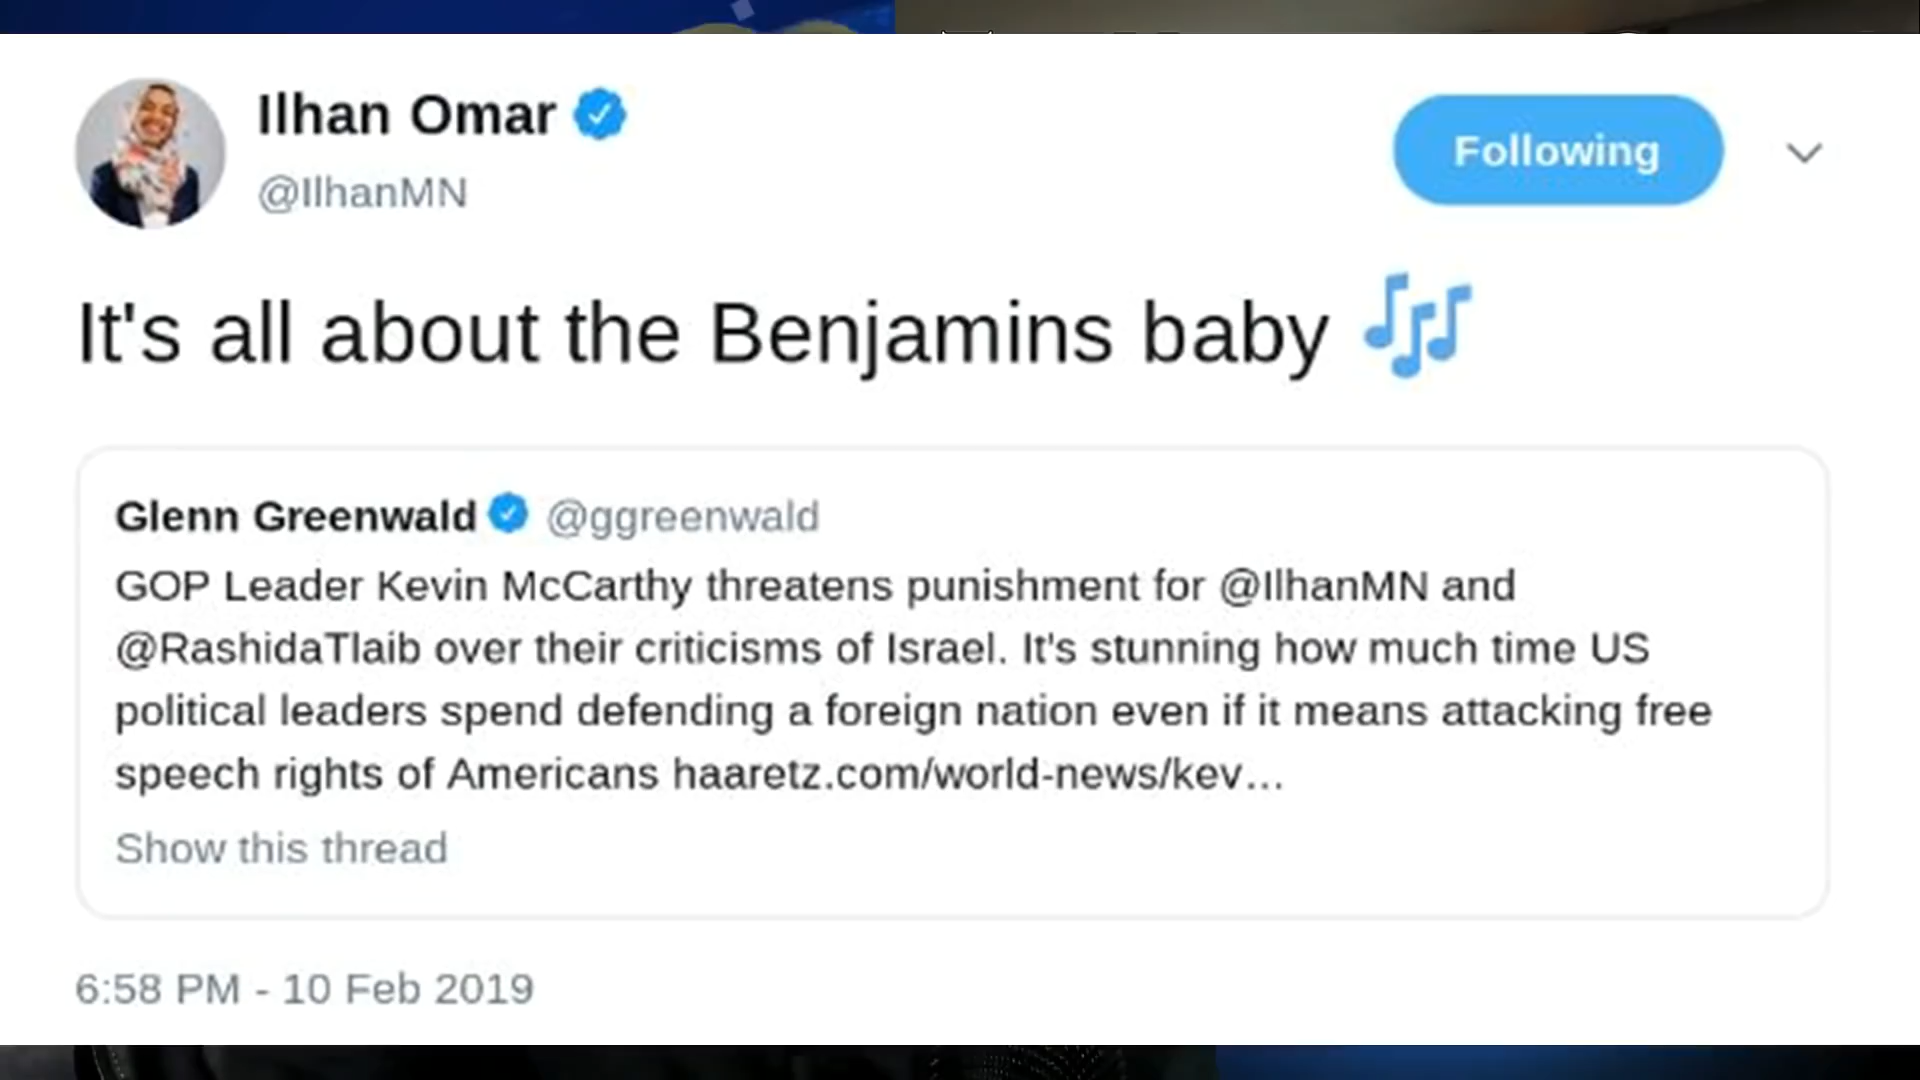 Ilhan Omar
@IlhanMN
Following
It's all about the Benjamins baby 🎶
Glenn Greenwald @ggreenwald
GOP Leader Kevin McCarthy threatens punishment for @IlhanMN and
@RashidaTlaib over their criticisms of Israel. It's stunning how much time US
political leaders spend defending a foreign nation even if it means attacking free
speech rights of Americans haaretz.com/world-news/kev…
Show this thread
6:58 PM - 10 Feb 2019